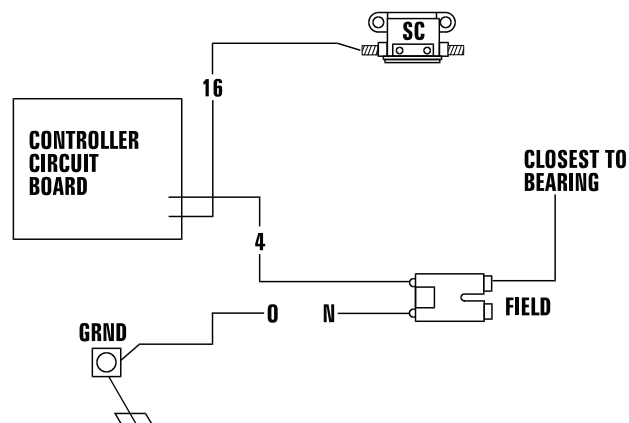 SC
16
CONTROLLER
CIRCUIT
BOARD
CLOSEST TO
BEARING
4
0 N
FIELD
GRND